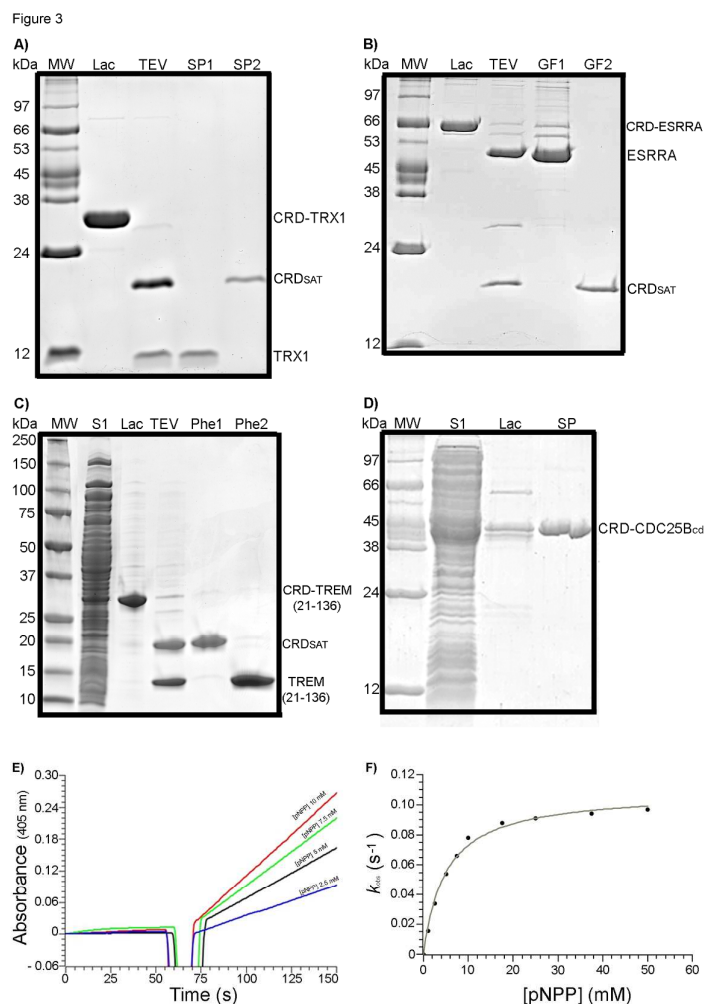 Figure 3
A)
kDa MW Lac TEV SP1 SP2
97
66
53
45
38
24
12
CRD-TRX1
CRDSAT
TRX1
B)
kDa MW Lac TEV GF1 GF2
97
66
53
45
38
24
12
CRD-ESRRA
ESRRA
CRDSAT
C)
kDa MW S1 Lac TEV Phe1 Phe2
250
150
100
75
50
37
25
20
15
10
CRD-TREM
(21-136)
CRDSAT
TREM
(21-136)
D)
kDa MW S1 Lac SP
97
66
45
38
24
12
CRD-CDC25Bcd
E)
Absorbance (405 nm)
0.30
0.24
0.18
0.12
0.06
0
-0.06
[pNPP] 10 mM
[pNPP] 7.5 mM
[pNPP] 5 mM
[pNPP] 2.5 mM
0 25 50 75 100 125 150
Time (s)
F)
kobs (s-1)
0.12
0.10
0.08
0.06
0.04
0.02
0.00
0 10 20 30 40 50 60
[pNPP] (mM)